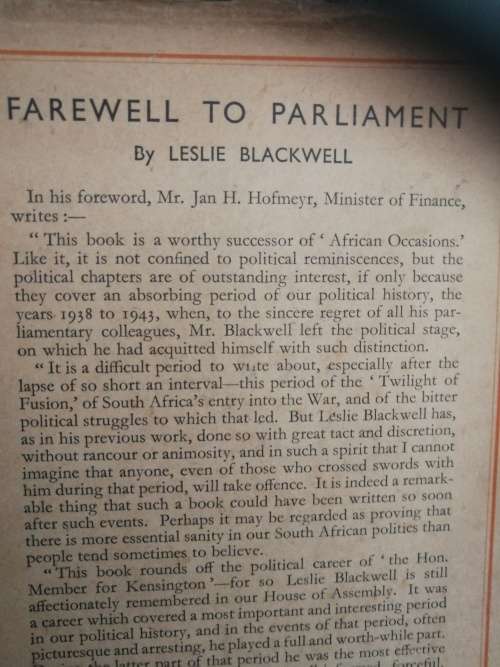 FAREWELL TO PARLIAMENT
By LESLIE BLACKWELL
In his foreword, Mr. Jan H. Hofmeyr, Minister of Finance,
writes :—
“ This book is a worthy successor of ‘ African Occasions.’
Like it, it is not confined to political reminiscences, but the
political chapters are of outstanding interest, if only because
they cover an absorbing period of our political history, the
years 1938 to 1943, when, to the sincere regret of all his par-
liamentary colleagues, Mr. Blackwell left the political stage,
on which he had acquitted himself with such distinction.
“ It is a difficult period to write about, especially after the
lapse of so short an interval—this period of the ‘ Twilight of
Fusion,’ of South Africa’s entry into the War, and of the bitter
political struggles to which that led. But Leslie Blackwell has,
as in his previous work, done so with great tact and discretion,
without rancour or animosity, and in such a spirit that I cannot
imagine that anyone, even of those who crossed swords with
him during that period, will take offence. It is indeed a remark-
able thing that such a book could have been written so soon
after such events. Perhaps it may be regarded as proving that
there is more essential sanity in our South African politics than
people tend sometimes to believe.
“ This book rounds off the political career of ‘ the Hon.
Member for Kensington ’—for so Leslie Blackwell is still
affectionately remembered in our House of Assembly. It was
a career which covered a most important and interesting period
in our political history, and in the events of that period, often
picturesque and arresting, he played a full and worth-while part.
latter part of that period he was the most effective